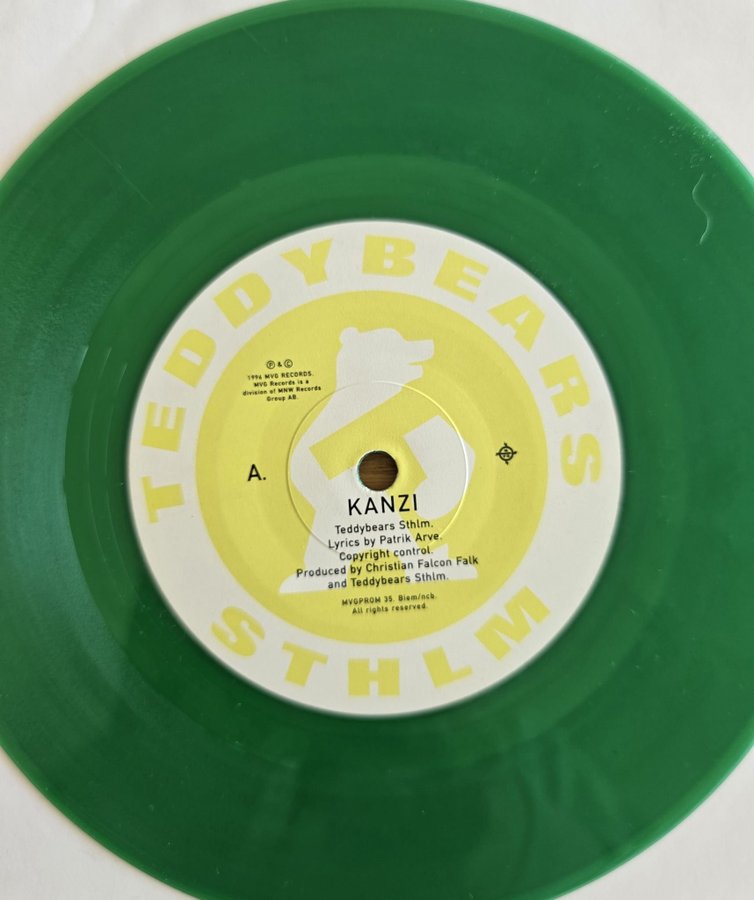 TEDDYBEARS
STHLM
Ⓟ & Ⓒ
1996 MVG RECORDS.
MVG Records is a
division of MNW Records
Group AB.
A.
KANZI
Teddybears Sthlm.
Lyrics by Patrik Arve.
Copyright control.
Produced by Christian Falcon Falk
and Teddybears Sthlm.
MVGPROM 35. Biem/ncb.
All rights reserved.